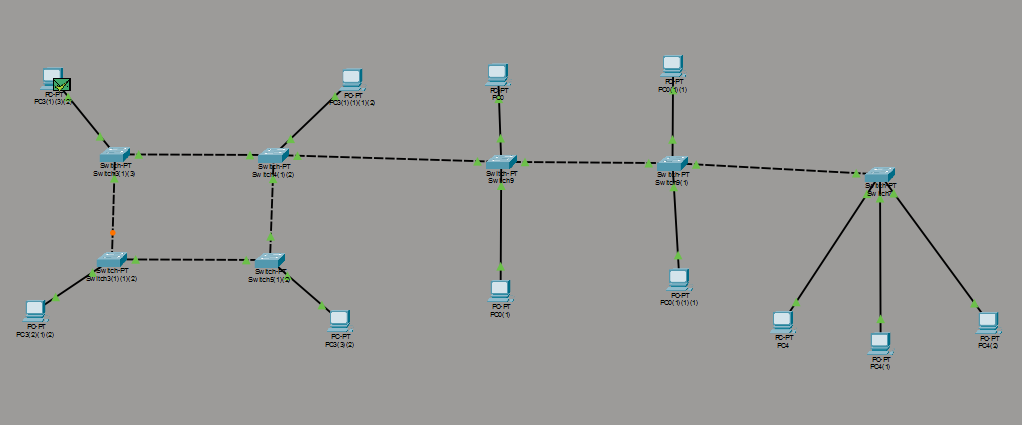 PC-PT
PC3(1)(3)(2)
PC-PT
PC3(1)(1)(1)(2)
PC-PT
PC0
PC-PT
PC0(1)(1)
Switch-PT
Switch3(1)(3)
Switch-PT
Switch4(1)(2)
Switch-PT
Switch9
Switch-PT
Switch9(1)
Switch-PT
Switch-PT
Switch3(1)(1)(2)
Switch-PT
Switch5(1)(2)
PC-PT
PC3(2)(1)(2)
PC-PT
PC3(3)(2)
PC-PT
PC0(1)
PC-PT
PC0(1)(1)(1)
PC-PT
PC4
PC-PT
PC4(1)
PC-PT
PC4(2)